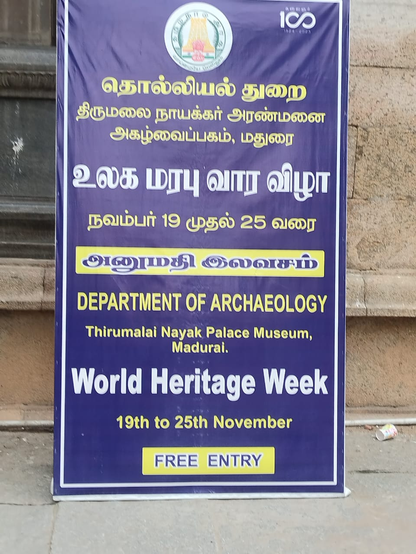 100
தொல்லியல் துறை
திருமலை நாயக்கர் அரண்மனை
அகழ்வைப்பகம், மதுரை
உலக மரபு வார விழா
நவம்பர் 19 முதல் 25 வரை
அனுமதி இலவசம்
DEPARTMENT OF ARCHAEOLOGY
Thirumalai Nayak Palace Museum,
Madurai.
World Heritage Week
19th to 25th November
FREE ENTRY